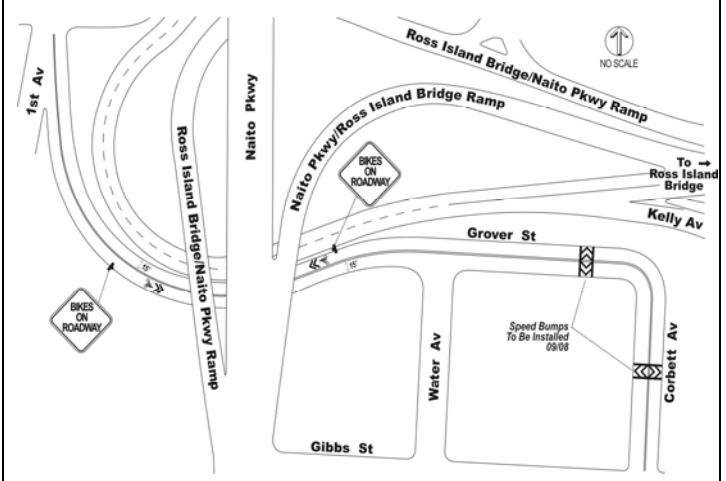 Ross Island Bridge/Naito Pkwy Ramp
NO SCALE
1st Av
Naito Pkwy
Ross Island Bridge/Naito Pkwy Ramp
Naito Pkwy/Ross Island Bridge Ramp
BIKES
ON
ROADWAY
To
Ross Island
Bridge
Kelly Av
Grover St
15'
15'
BIKES
ON
ROADWAY
Speed Bumps
To Be Installed
09/08
Water Av
Corbett Av
Gibbs St